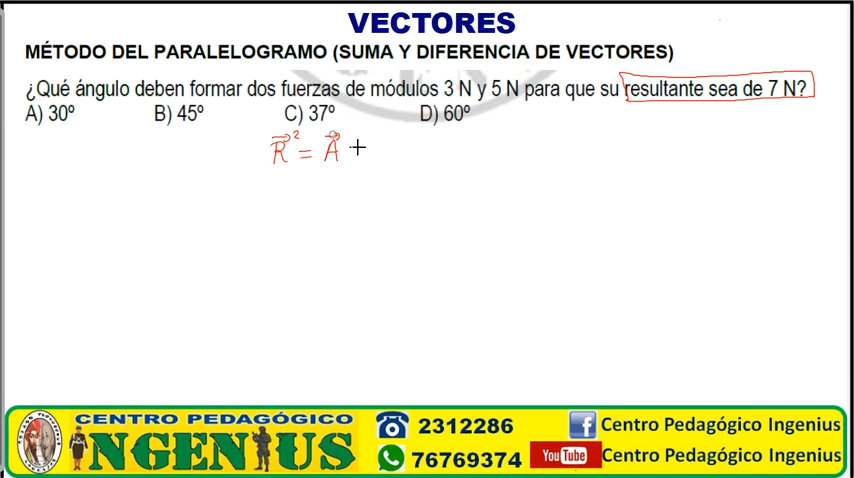 VECTORES
MÉTODO DEL PARALELOGRAMO (SUMA Y DIFERENCIA DE VECTORES)
¿Qué ángulo deben formar dos fuerzas de módulos 3 N y 5 N para que su resultante sea de 7 N?
A) 30º B) 45º C) 37º D) 60º
R² = A
CENTRO PEDAGÓGICO
INGENIUS
2312286
76769374
Centro Pedagógico Ingenius
You Tube Centro Pedagógico Ingenius